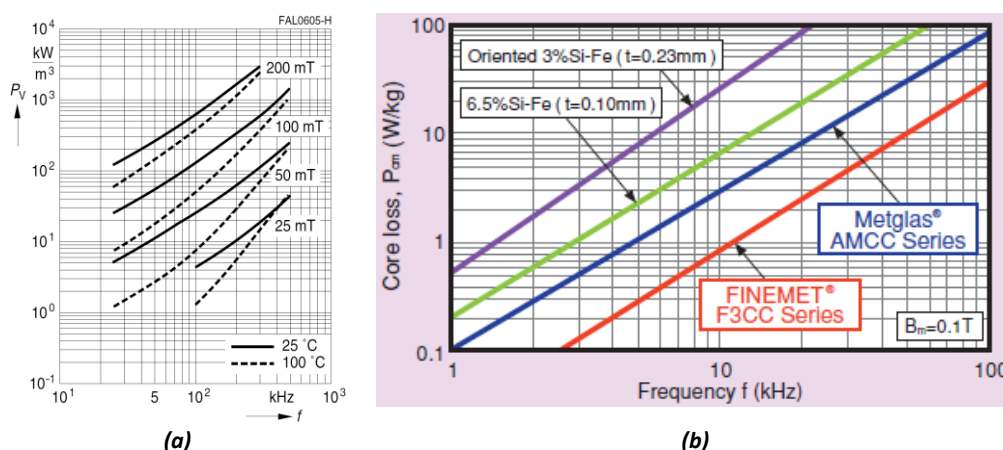 FAL0605-H
10⁴
kW
m³
P_V
10³
10²
10¹
10⁰
10⁻¹
200 mT
100 mT
50 mT
25 mT
25 ˚C
100 ˚C
10¹ 5 10² kHz 10³
f
(a)
100
10
1
0.1
Core loss, Pcm (W/kg)
Oriented 3%Si-Fe ( t=0.23mm )
6.5%Si-Fe ( t=0.10mm )
Metglas®
AMCC Series
FINEMET®
F3CC Series
Bm=0.1T
1 10 100
Frequency f (kHz)
(b)